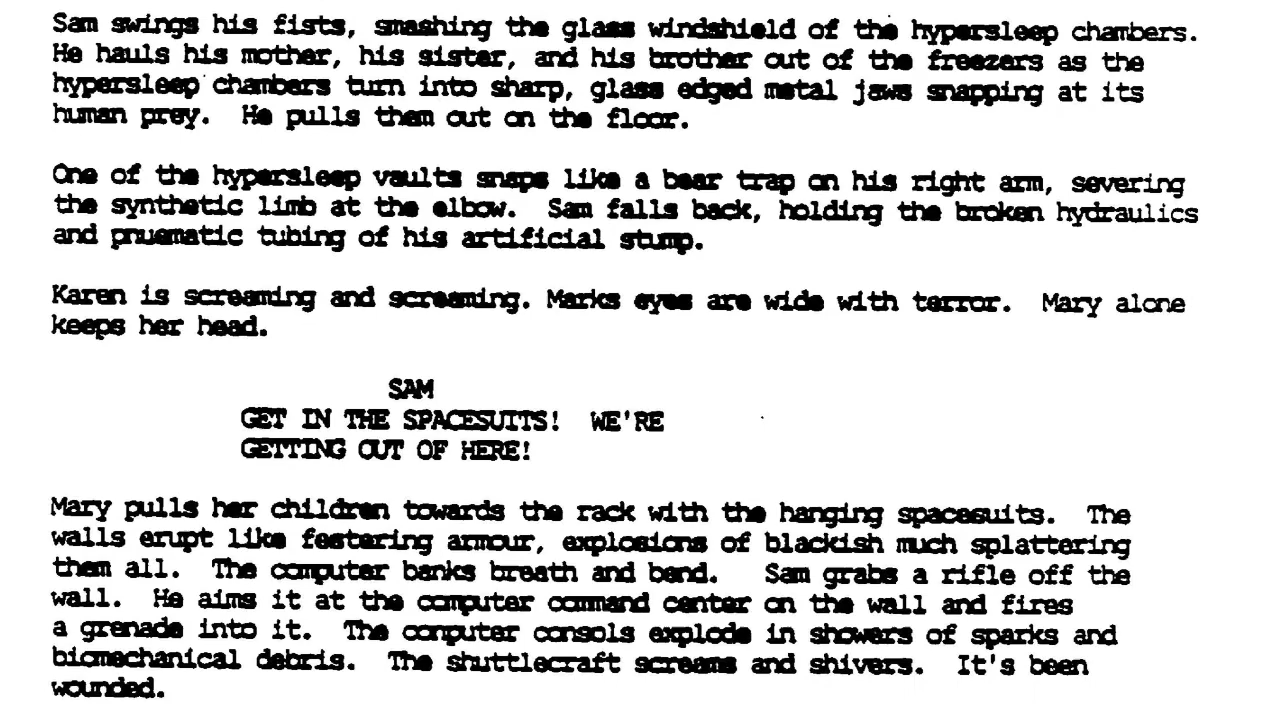 Sam swings his fists, smashing the glass windshield of the hypersleep chambers.
He hauls his mother, his sister, and his brother out of the freezers as the
hypersleep chambers turn into sharp, glass edged metal jaws snapping at its
human prey.  He pulls them out on the floor.
One of the hypersleep vaults snaps like a bear trap on his right arm, severing
the synthetic limb at the elbow.  Sam falls back, holding the broken hydraulics
and pnuematic tubing of his artificial stump.
Karen is screaming and screaming. Marks eyes are wide with terror.  Mary alone
keeps her head.
SAM
GET IN THE SPACESUITS!  WE'RE
GETTING OUT OF HERE!
Mary pulls her children towards the rack with the hanging spacesuits.  The
walls erupt like festering armour, explosions of blackish much splattering
them all.  The computer banks breath and bend.  Sam grabs a rifle off the
wall.  He aims it at the computer command center on the wall and fires
a grenade into it.  The computer consols explode in showers of sparks and
biomechanical debris.  The shuttlecraft screams and shivers.  It's been
wounded.